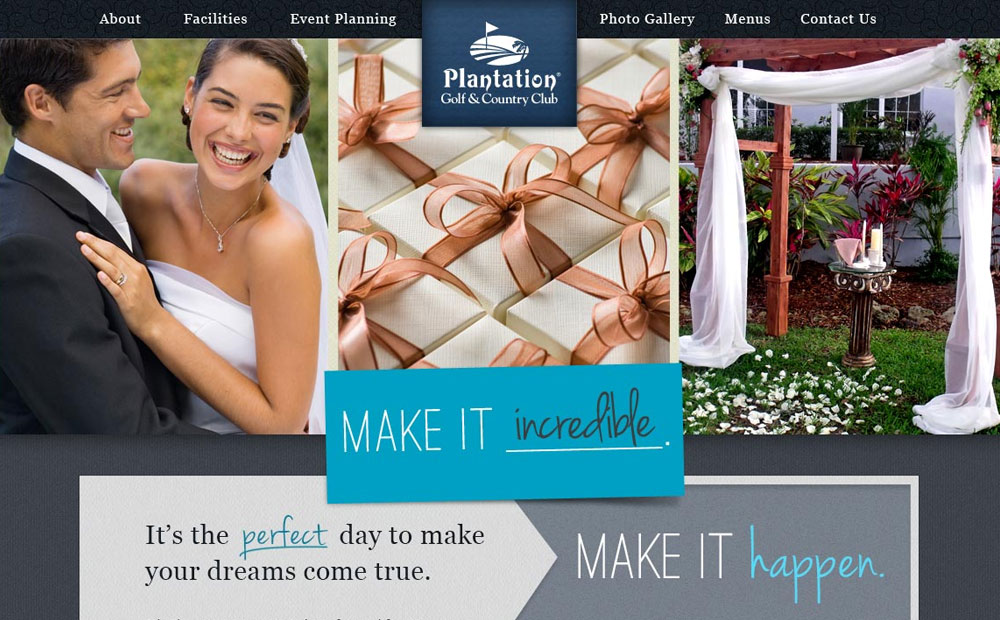 About Facilities Event Planning
Plantation®
Golf & Country Club
Photo Gallery Menus Contact Us
MAKE IT incredible.
It's the perfect day to make
your dreams come true.
MAKE IT happen.